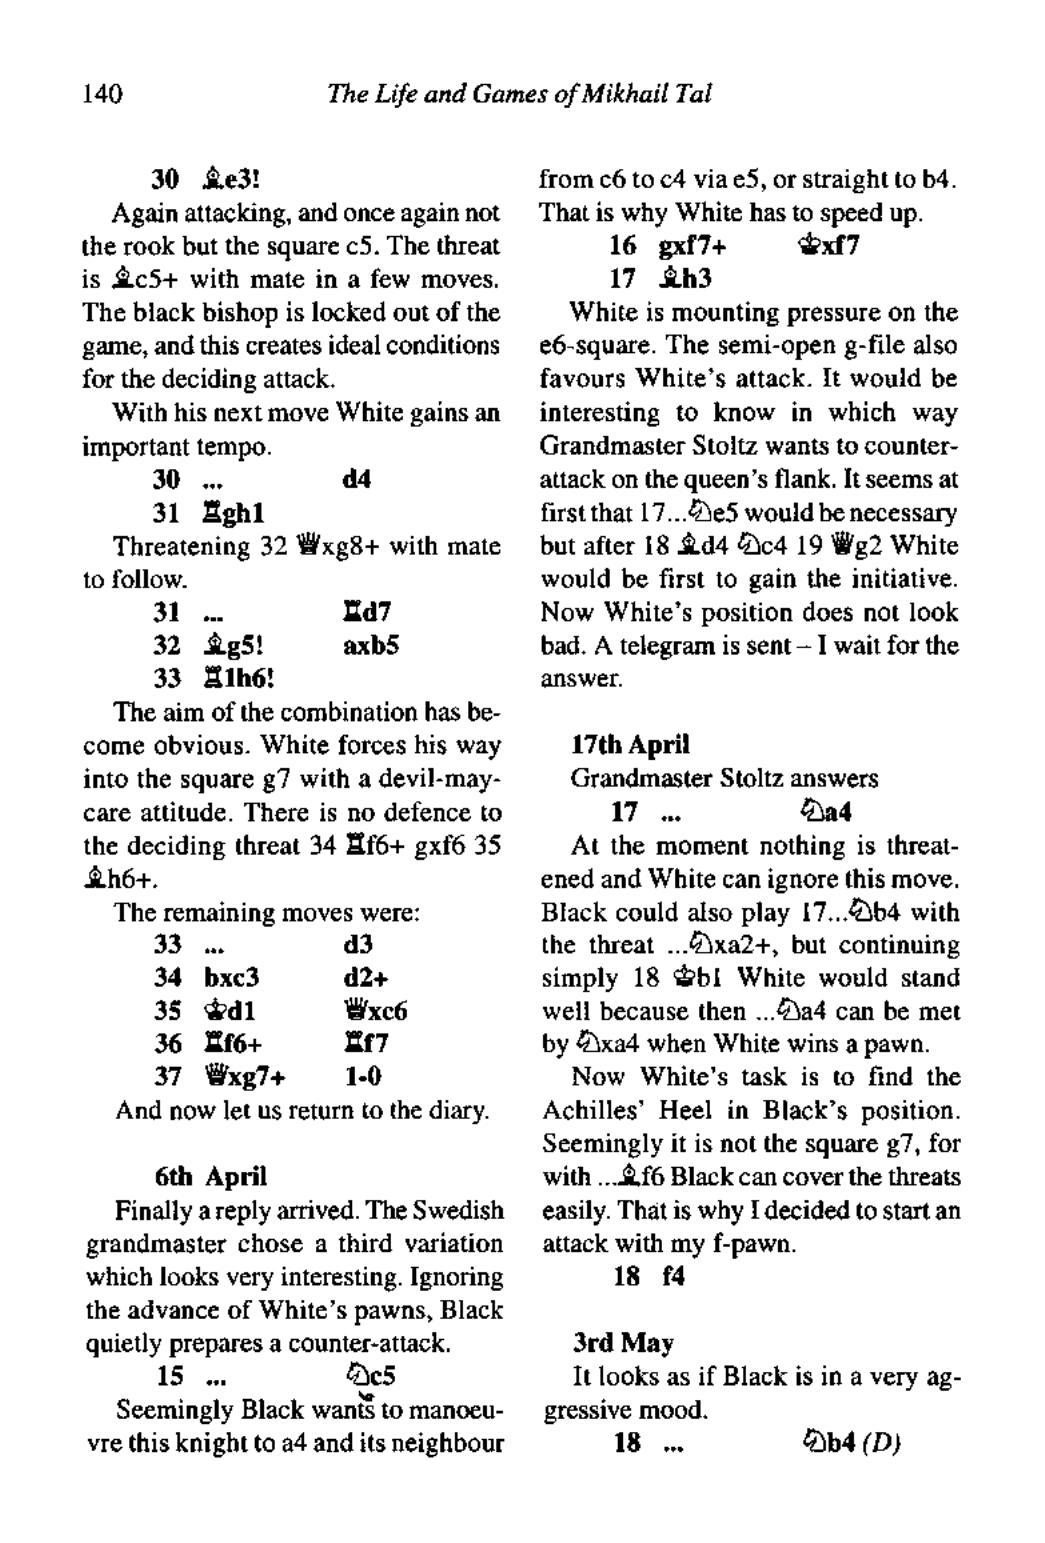 140 The Life and Games of Mikhail Tal
30 ♗e3!
Again attacking, and once again not
the rook but the square c5. The threat
is ♗c5+ with mate in a few moves.
The black bishop is locked out of the
game, and this creates ideal conditions
for the deciding attack.
With his next move White gains an
important tempo.
30 ... d4
31 ♖gh1
Threatening 32 ♕xg8+ with mate
to follow.
31 ... ♖d7
32 ♗g5! axb5
33 ♖1h6!
The aim of the combination has be-
come obvious. White forces his way
into the square g7 with a devil-may-
care attitude. There is no defence to
the deciding threat 34 ♖f6+ gxf6 35
♗h6+.
The remaining moves were:
33 ... d3
34 bxc3 d2+
35 ♔d1 ♕xc6
36 ♖f6+ ♖f7
37 ♕xg7+ 1-0
And now let us return to the diary.
6th April
Finally a reply arrived. The Swedish
grandmaster chose a third variation
which looks very interesting. Ignoring
the advance of White's pawns, Black
quietly prepares a counter-attack.
15 ... ♘c5
Seemingly Black wants to manoeu-
vre this knight to a4 and its neighbour
from c6 to c4 via e5, or straight to b4.
That is why White has to speed up.
16 gxf7+ ♔xf7
17 ♗h3
White is mounting pressure on the
e6-square. The semi-open g-file also
favours White's attack. It would be
interesting to know in which way
Grandmaster Stoltz wants to counter-
attack on the queen's flank. It seems at
first that 17...♘e5 would be necessary
but after 18 ♗d4 ♘c4 19 ♕g2 White
would be first to gain the initiative.
Now White's position does not look
bad. A telegram is sent – I wait for the
answer.
17th April
Grandmaster Stoltz answers
17 ... ♘a4
At the moment nothing is threat-
ened and White can ignore this move.
Black could also play 17...♘b4 with
the threat ...♘xa2+, but continuing
simply 18 ♔b1 White would stand
well because then ...♘a4 can be met
by ♘xa4 when White wins a pawn.
Now White's task is to find the
Achilles' Heel in Black's position.
Seemingly it is not the square g7, for
with ...♗f6 Black can cover the threats
easily. That is why I decided to start an
attack with my f-pawn.
18 f4
3rd May
It looks as if Black is in a very ag-
gressive mood.
18 ... ♘b4 (D)